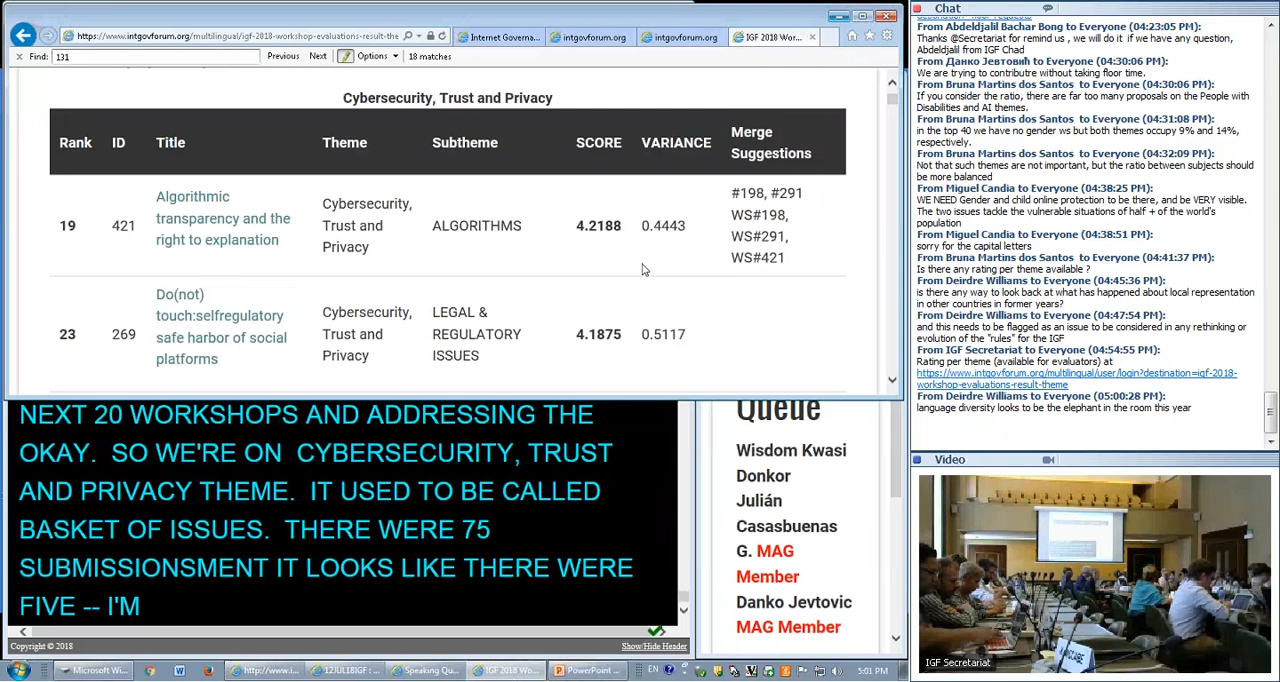 https://www.intgovforum.org/multilingual/igf-2018-workshop-evaluations-result-the
Internet Governa...
intgovforum.org
intgovforum.org
IGF 2018 Wor...
Find: 131
Previous Next Options 18 matches
Cybersecurity, Trust and Privacy
Rank ID Title Theme Subtheme SCORE VARIANCE Merge Suggestions
19 421 Algorithmic transparency and the right to explanation Cybersecurity, Trust and Privacy ALGORITHMS 4.2188 0.4443 #198, #291 WS#198, WS#291, WS#421
23 269 Do(not) touch:selfregulatory safe harbor of social platforms Cybersecurity, Trust and Privacy LEGAL & REGULATORY ISSUES 4.1875 0.5117
NEXT 20 WORKSHOPS AND ADDRESSING THE
OKAY.  SO WE'RE ON  CYBERSECURITY, TRUST
AND PRIVACY THEME.  IT USED TO BE CALLED
BASKET OF ISSUES.  THERE WERE 75
SUBMISSIONSMENT IT LOOKS LIKE THERE WERE
FIVE -- I'M
Queue
Wisdom Kwasi
Donkor
Julián
Casasbuenas
G. MAG
Member
Danko Jevtovic
MAG Member
Copyright © 2018
Show/Hide Header
Microsoft Wi...
http://www.i...
12JUL18IGF : ...
Speaking Qu...
IGF 2018 Wo...
PowerPoint ...
EN
5:01 PM
Chat
From Abdeldjalil Bachar Bong to Everyone (04:23:05 PM):
Thanks @Secretariat for remind us , we will do it if we have any question,
Abdeldjalil from IGF Chad
From Данко Јевтовић to Everyone (04:30:06 PM):
We are trying to contributre without taking floor time.
From Bruna Martins dos Santos to Everyone (04:30:06 PM):
If you consider the ratio, there are far too many proposals on the People with
Disabilities and AI themes.
From Bruna Martins dos Santos to Everyone (04:31:08 PM):
in the top 40 we have no gender ws but both themes occupy 9% and 14%,
respectively.
From Bruna Martins dos Santos to Everyone (04:32:09 PM):
Not that such themes are not important, but the ratio between subjects should
be more balanced
From Miguel Candia to Everyone (04:38:25 PM):
WE NEED Gender and child online protection to be there, and be VERY visible.
The two issues tackle the vulnerable situations of half + of the world's
population
From Miguel Candia to Everyone (04:38:51 PM):
sorry for the capital letters
From Bruna Martins dos Santos to Everyone (04:41:37 PM):
Is there any rating per theme available ?
From Deirdre Williams to Everyone (04:45:36 PM):
is there any way to look back at what has happened about local representation
in other countries in former years?
From Deirdre Williams to Everyone (04:47:54 PM):
and this needs to be flagged as an issue to be considered in any rethinking or
evolution of the "rules" for the IGF
From IGF Secretariat to Everyone (04:54:55 PM):
Rating per theme (available for evaluators) at
https://www.intgovforum.org/multilingual/user/login?destination=igf-2018-
workshop-evaluations-result-theme
From Deirdre Williams to Everyone (05:00:28 PM):
language diversity looks to be the elephant in the room this year
Video
IGF Secretariat